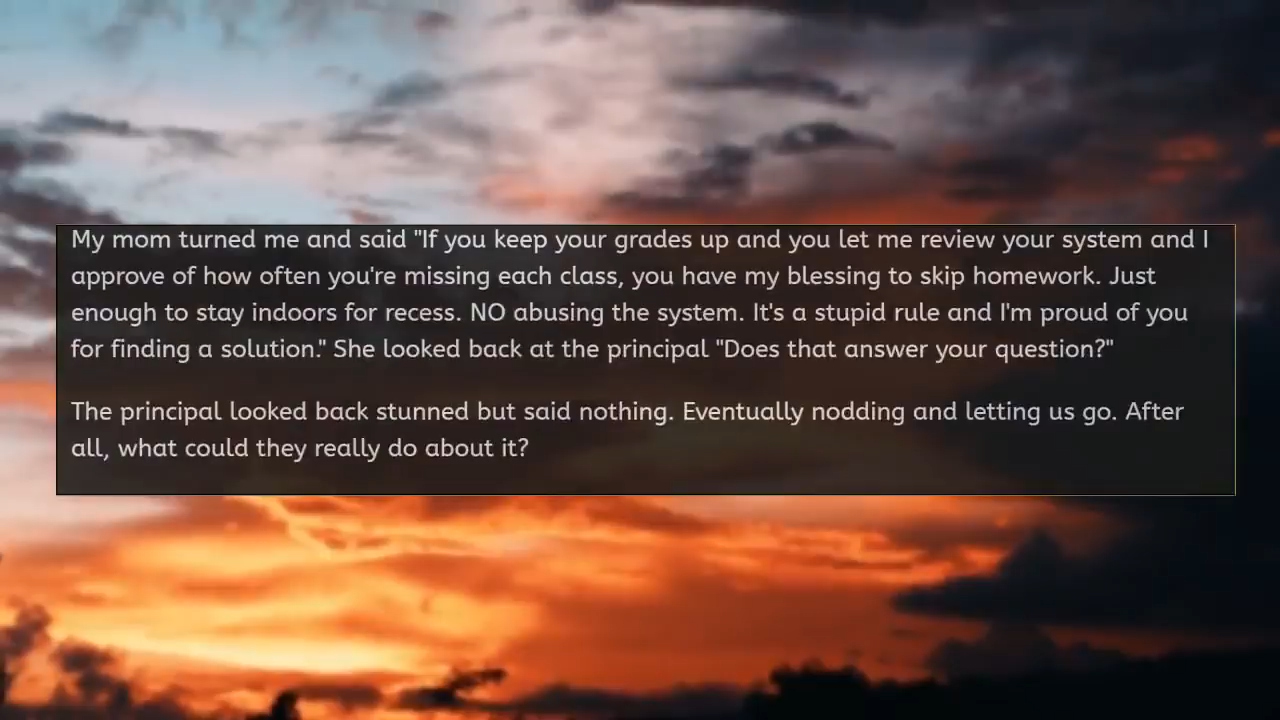 My mom turned me and said "If you keep your grades up and you let me review your system and I
approve of how often you're missing each class, you have my blessing to skip homework. Just
enough to stay indoors for recess. NO abusing the system. It's a stupid rule and I'm proud of you
for finding a solution." She looked back at the principal "Does that answer your question?"
The principal looked back stunned but said nothing. Eventually nodding and letting us go. After
all, what could they really do about it?